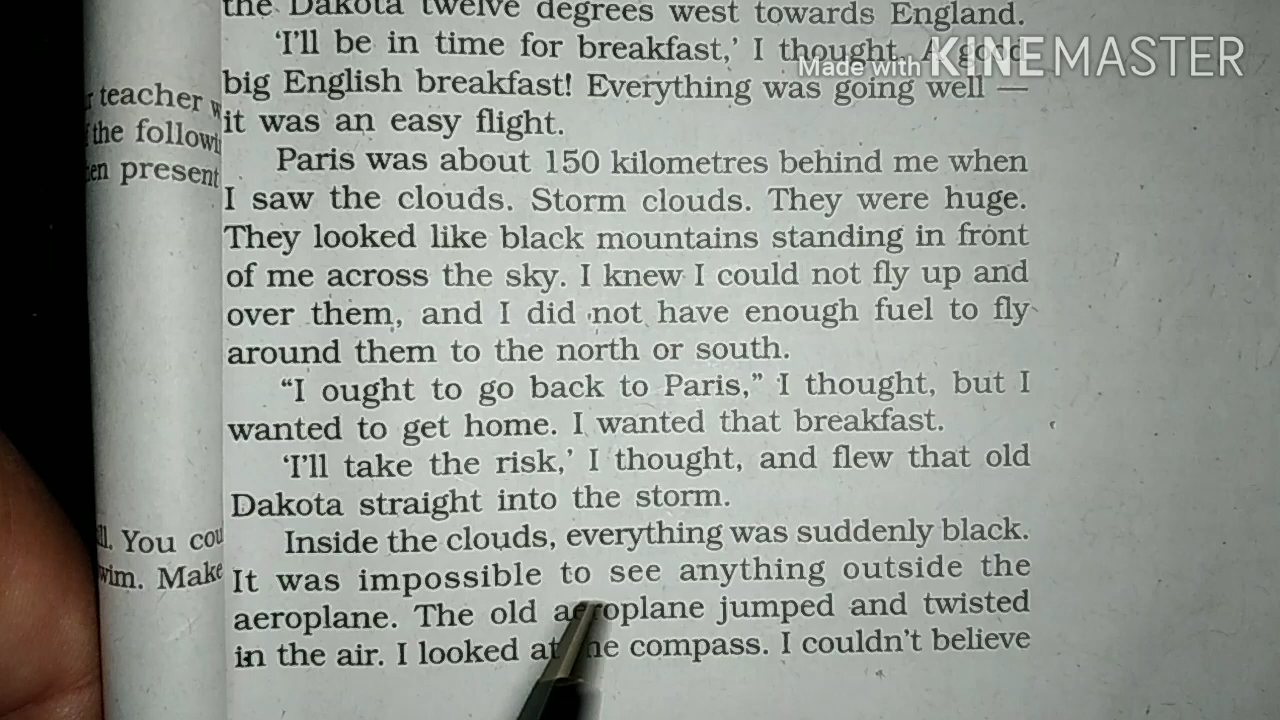 the Dakota twelve degrees west towards England.
'I'll be in time for breakfast,' I thought. A good
Made with KINEMASTER
big English breakfast! Everything was going well —
it was an easy flight.
Paris was about 150 kilometres behind me when
I saw the clouds. Storm clouds. They were huge.
They looked like black mountains standing in front
of me across the sky. I knew I could not fly up and
over them, and I did not have enough fuel to fly
around them to the north or south.
“I ought to go back to Paris,” I thought, but I
wanted to get home. I wanted that breakfast.
'I'll take the risk,' I thought, and flew that old
Dakota straight into the storm.
Inside the clouds, everything was suddenly black.
It was impossible to see anything outside the
aeroplane. The old aeroplane jumped and twisted
in the air. I looked at the compass. I couldn't believe
teacher
the
present
You
Make